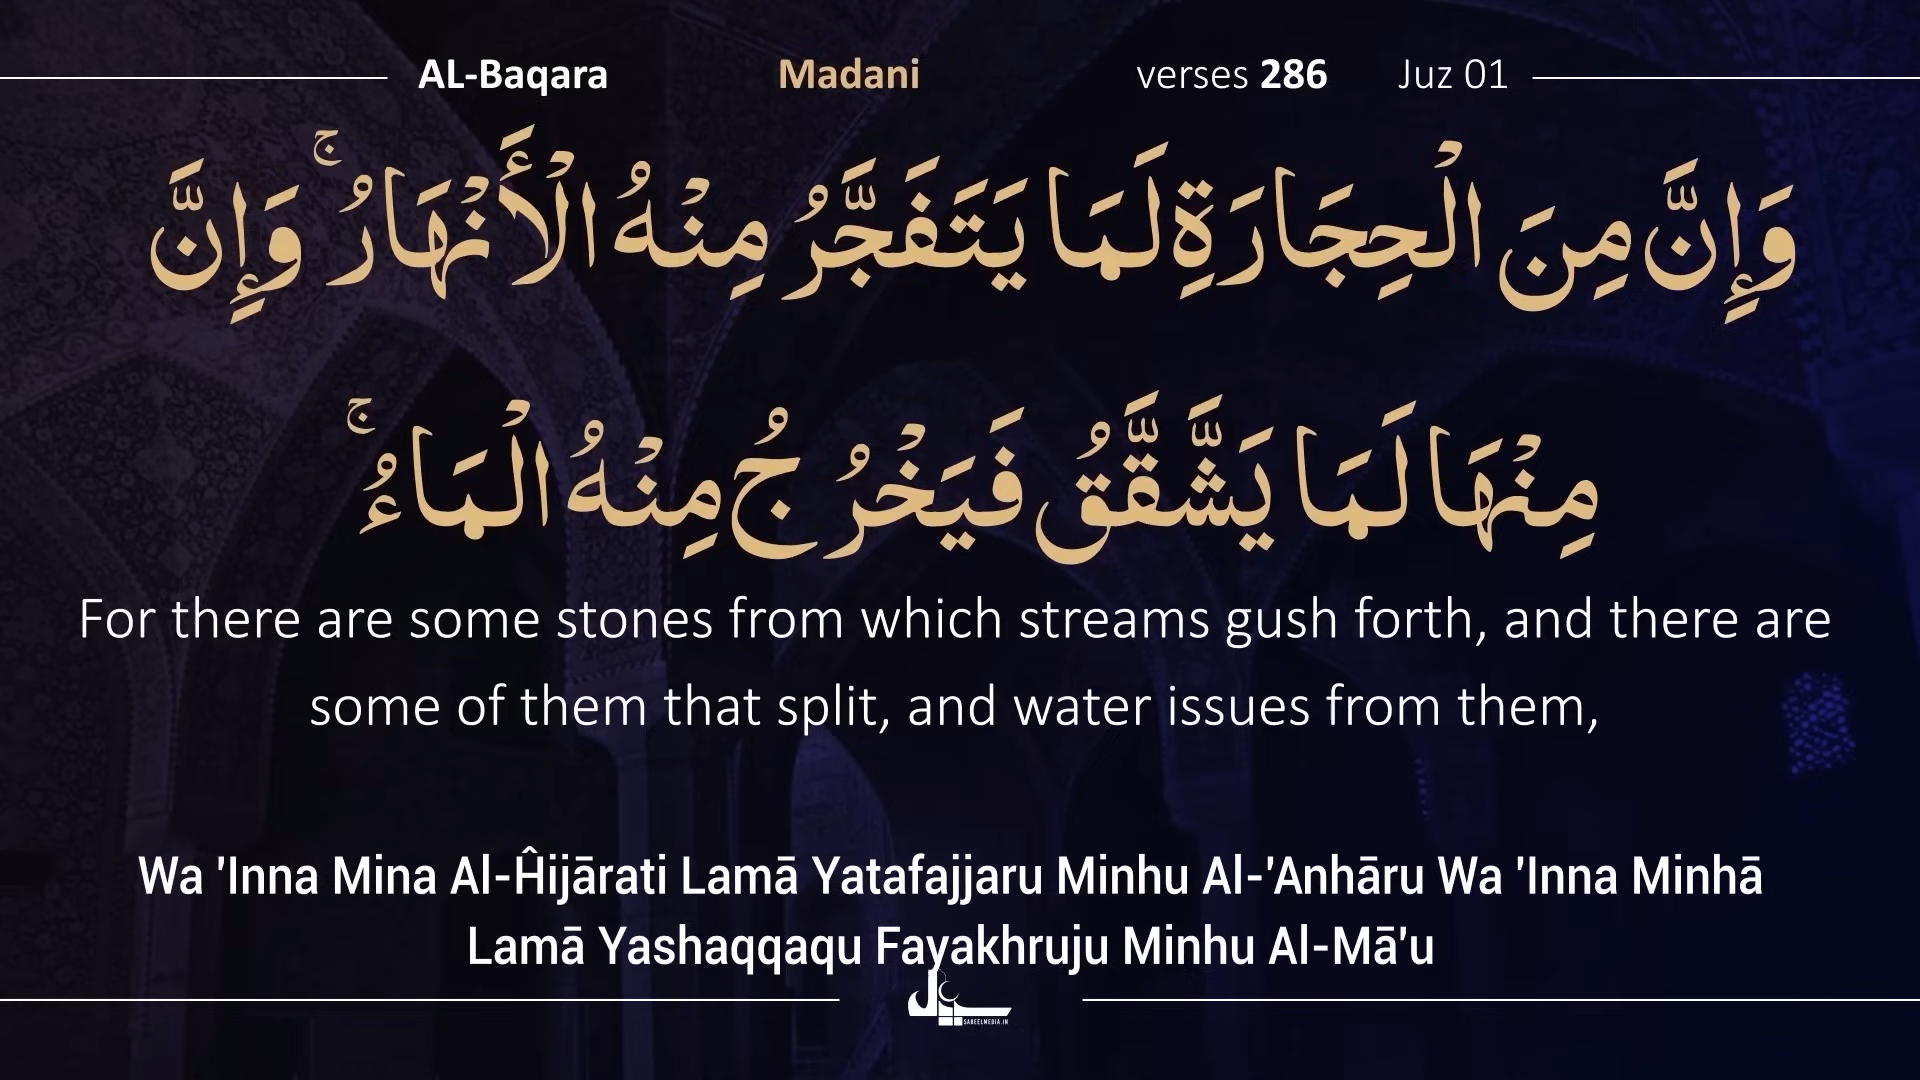 AL-Baqara Madani verses 286 Juz 01
وَإِنَّ مِنَ الْحِجَارَةِ لَمَا يَتَفَجَّرُ مِنْهُ الْأَنْهَارُ ۚ وَإِنَّ
مِنْهَا لَمَا يَشَّقَّقُ فَيَخْرُجُ مِنْهُ الْمَاءُ ۚ
For there are some stones from which streams gush forth, and there are
some of them that split, and water issues from them,
Wa 'Inna Mina Al-Ĥijārati Lamā Yatafajjaru Minhu Al-'Anhāru Wa 'Inna Minhā
Lamā Yashaqqaqu Fayakhruju Minhu Al-Mā'u
SABEELMEDIA.IN